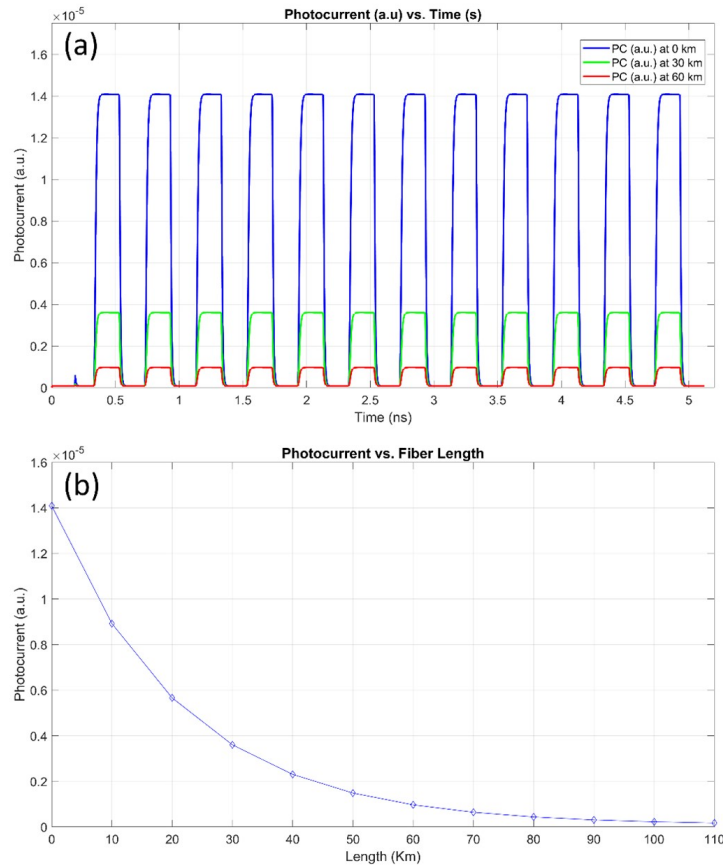 Photocurrent (a.u) vs. Time (s)
×10^-5
(a)
PC (a.u.) at 0 km
PC (a.u.) at 30 km
PC (a.u.) at 60 km
Photocurrent (a.u.)
1.6
1.4
1.2
1
0.8
0.6
0.4
0.2
0
0 0.5 1 1.5 2 2.5 3 3.5 4 4.5 5
Time (ns)
Photocurrent vs. Fiber Length
×10^-5
(b)
Photocurrent (a.u.)
1.6
1.4
1.2
1
0.8
0.6
0.4
0.2
0
0 10 20 30 40 50 60 70 80 90 100 110
Length (Km)